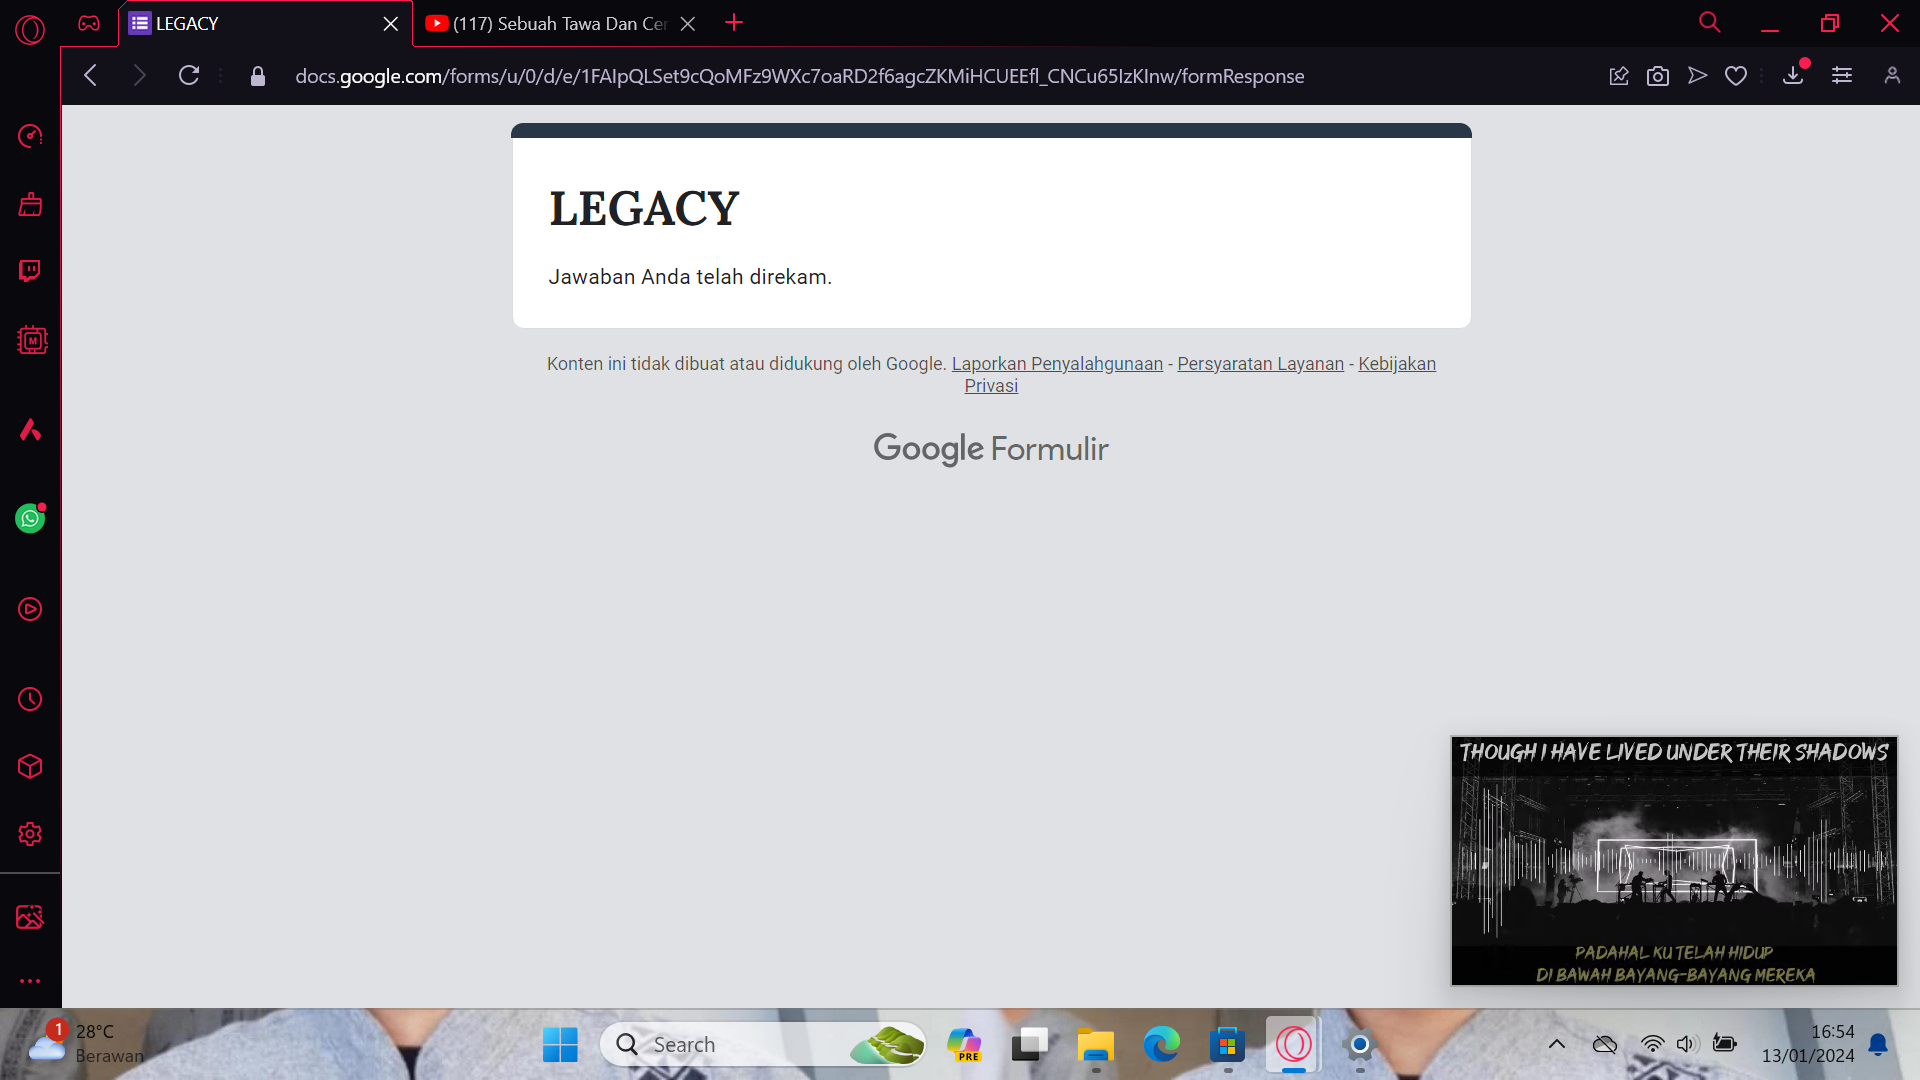 LEGACY
(117) Sebuah Tawa Dan Cer
docs.google.com/forms/u/0/d/e/1FAIpQLSet9cQoMFz9WXc7oaRD2f6agcZKMiHCUEEfl_CNCu65IzKInw/formResponse
LEGACY
Jawaban Anda telah direkam.
Konten ini tidak dibuat atau didukung oleh Google. Laporkan Penyalahgunaan - Persyaratan Layanan - Kebijakan
Privasi
Google Formulir
THOUGH I HAVE LIVED UNDER THEIR SHADOWS
PADAHAL KU TELAH HIDUP
DI BAWAH BAYANG-BAYANG MEREKA
1
28°C
Berawan
Search
PRE
16:54
13/01/2024